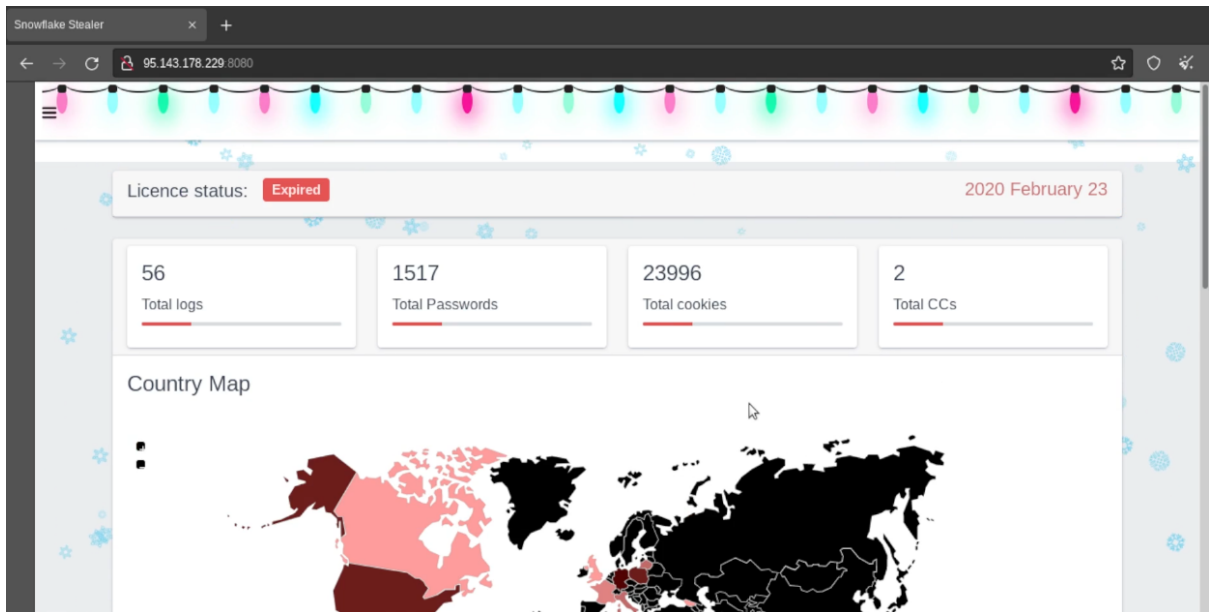 Snowflake Stealer
95.143.178.229:8080
Licence status: Expired 2020 February 23
56 1517 23996 2
Total logs Total Passwords Total cookies Total CCs
Country Map